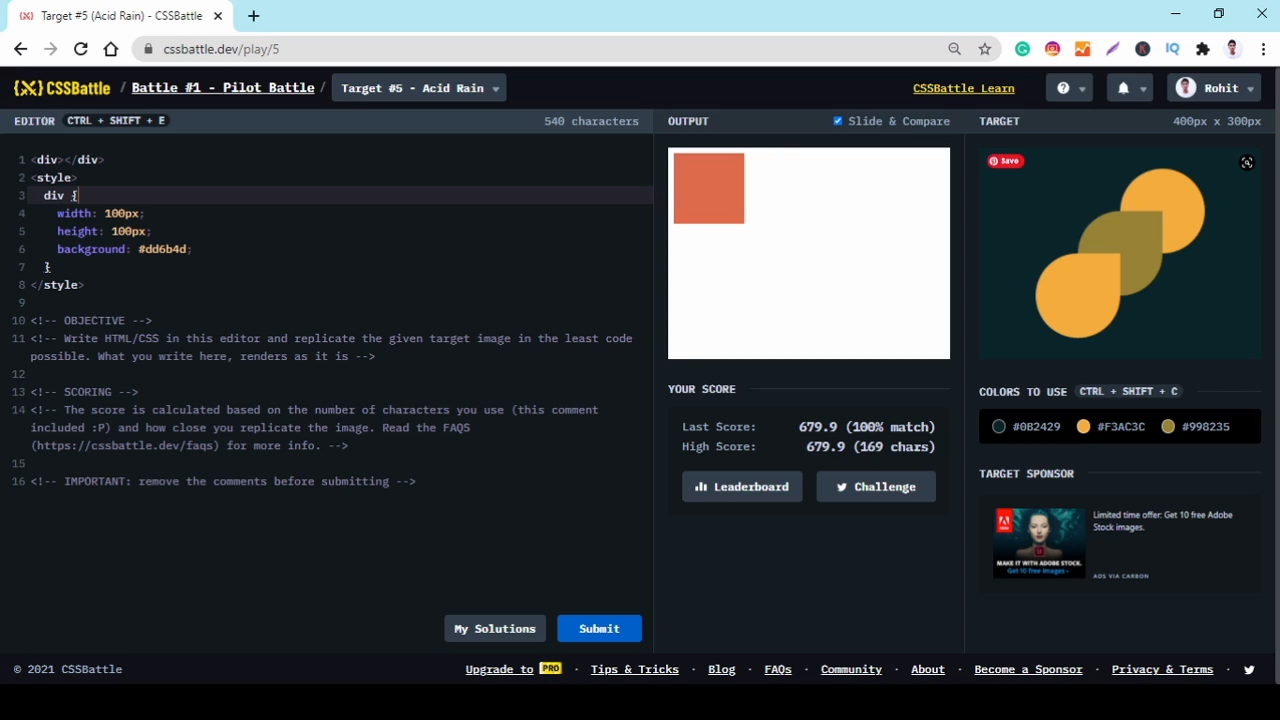 Target #5 (Acid Rain) - CSSBattle
cssbattle.dev/play/5
CSSBattle / Battle #1 - Pilot Battle / Target #5 - Acid Rain
CSSBattle Learn
Rohit
EDITOR CTRL + SHIFT + E
540 characters
OUTPUT
Slide & Compare
TARGET
400px x 300px
1 <div></div>
2 <style>
3 div {
4 width: 100px;
5 height: 100px;
6 background: #dd6b4d;
7 }
8 </style>
9
10 <!-- OBJECTIVE -->
11 <!-- Write HTML/CSS in this editor and replicate the given target image in the least code
possible. What you write here, renders as it is -->
12
13 <!-- SCORING -->
14 <!-- The score is calculated based on the number of characters you use (this comment
included :P) and how close you replicate the image. Read the FAQS
(https://cssbattle.dev/faqs) for more info. -->
15
16 <!-- IMPORTANT: remove the comments before submitting -->
My Solutions
Submit
YOUR SCORE
Last Score: 679.9 (100% match)
High Score: 679.9 (169 chars)
Leaderboard
Challenge
Save
COLORS TO USE CTRL + SHIFT + C
#0B2429
#F3AC3C
#998235
TARGET SPONSOR
MAKE IT WITH ADOBE STOCK.
Get 10 free images ›
Limited time offer: Get 10 free Adobe
Stock images.
ADS VIA CARBON
© 2021 CSSBattle
Upgrade to PRO · Tips & Tricks · Blog · FAQs · Community · About · Become a Sponsor · Privacy & Terms ·